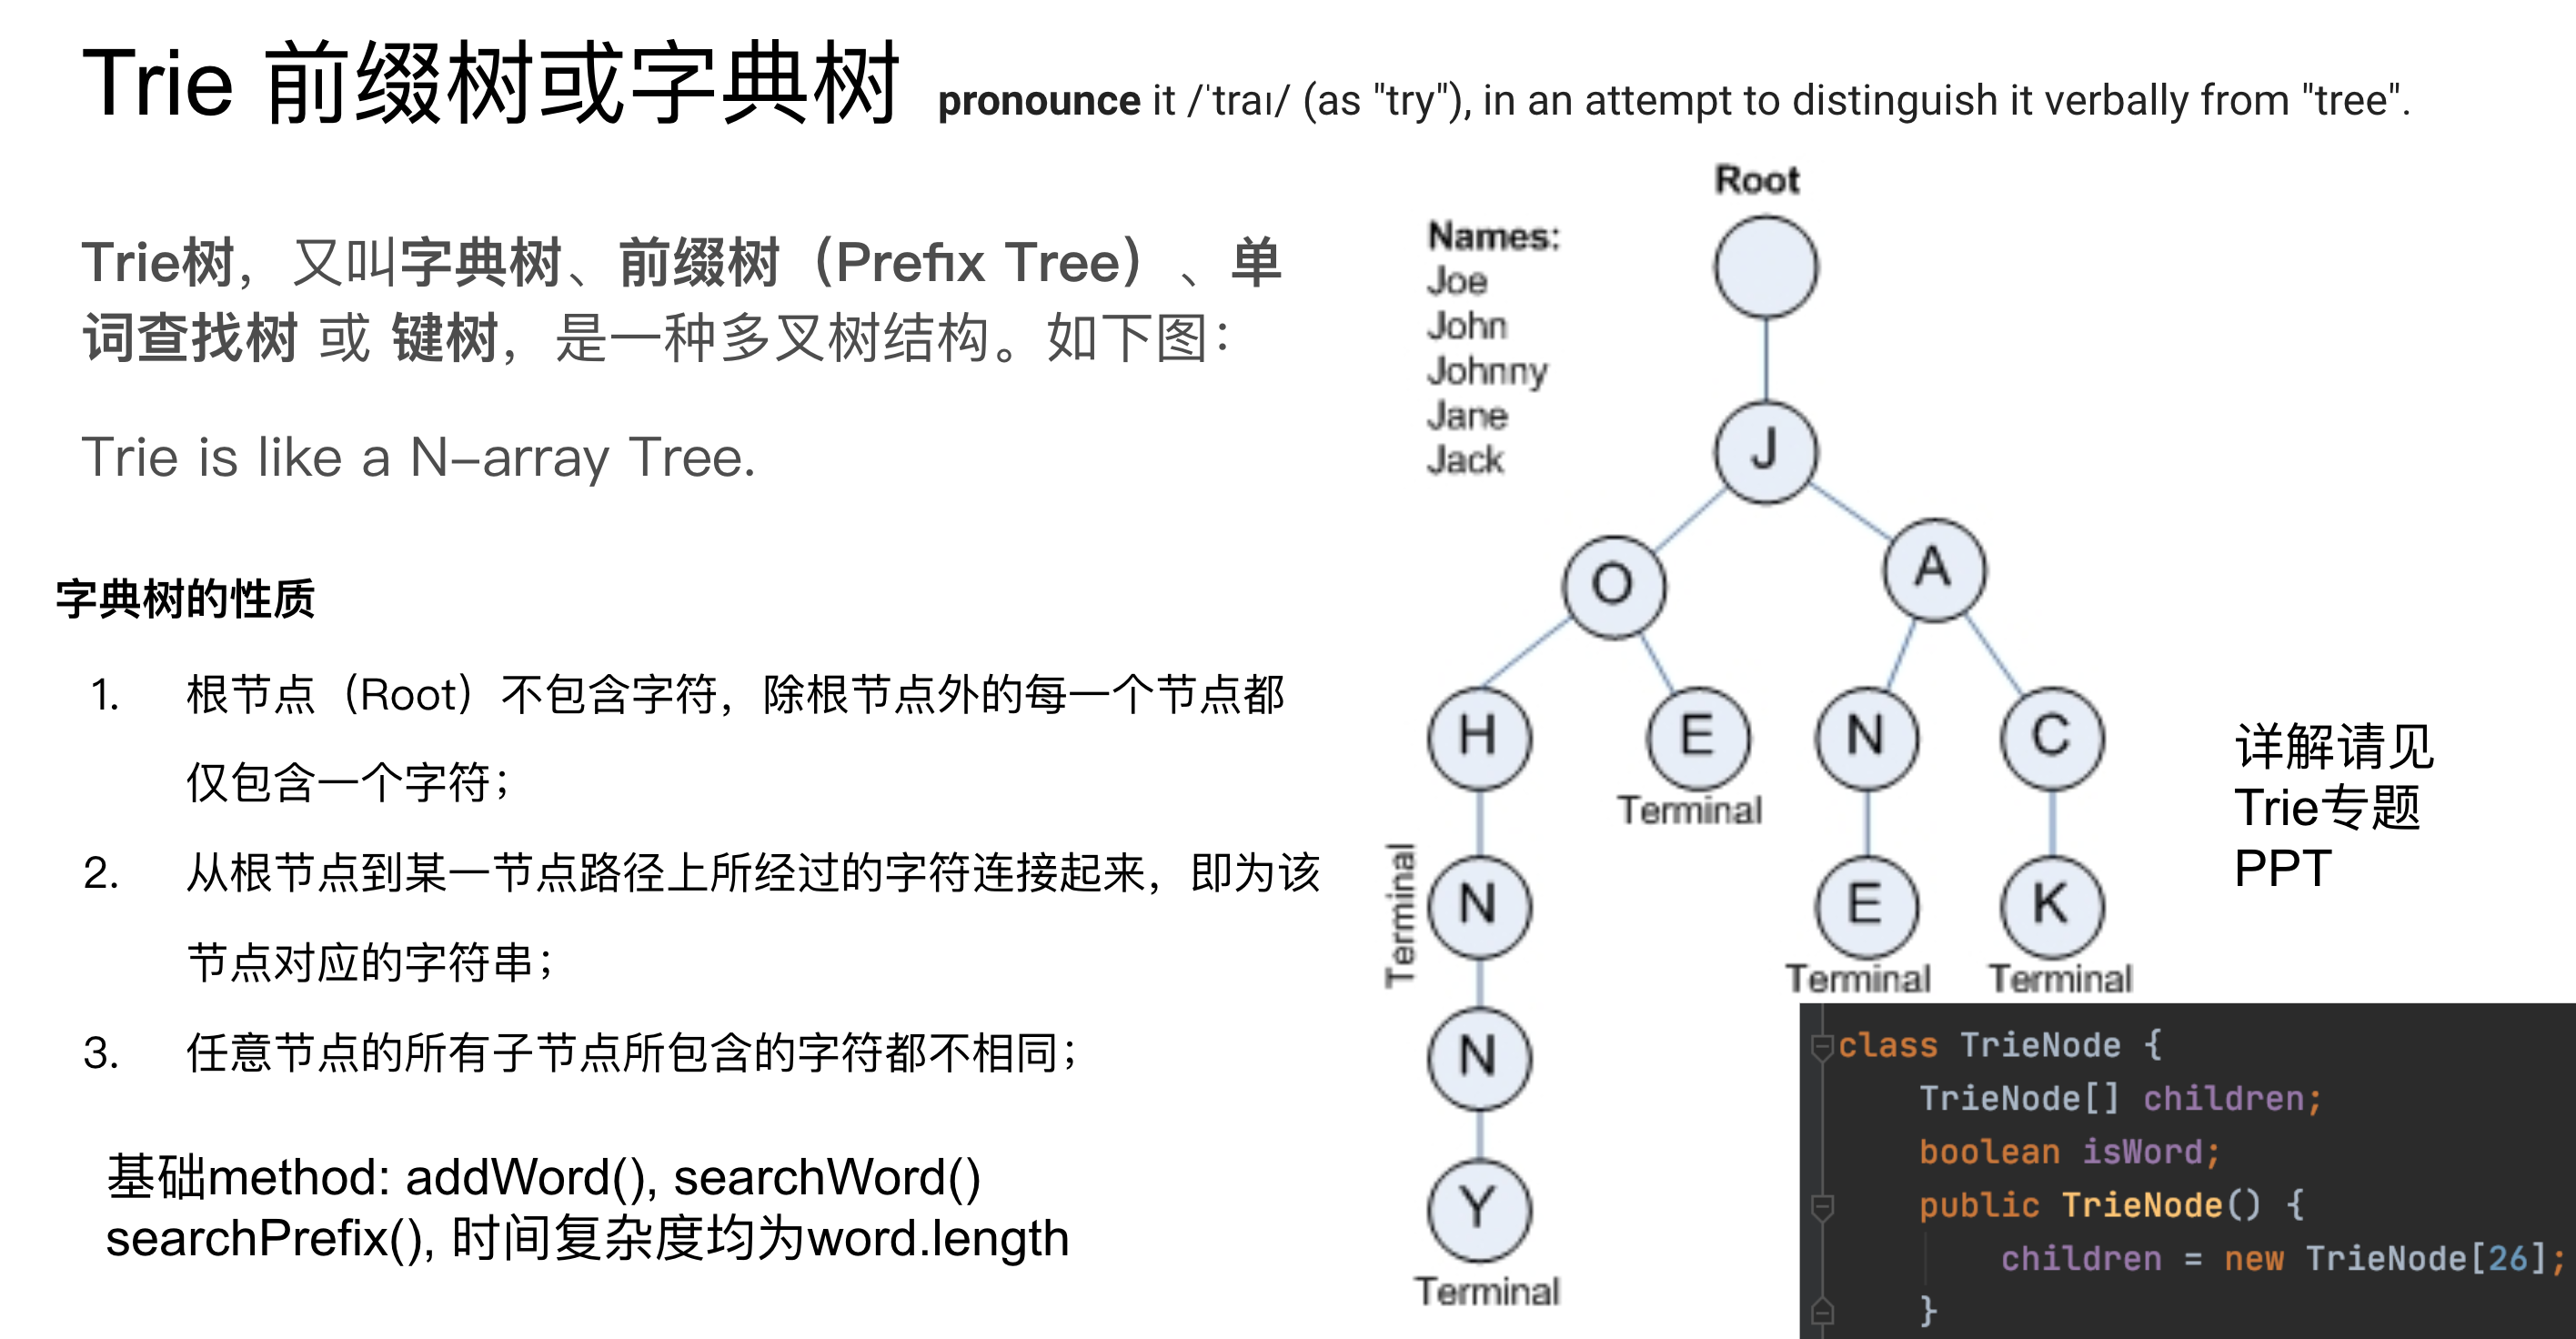 Trie 前缀树或字典树 pronounce it /ˈtraɪ/ (as "try"), in an attempt to distinguish it verbally from "tree".
Trie树，又叫字典树、前缀树（Prefix Tree）、单
词查找树 或 键树，是一种多叉树结构。如下图：
Trie is like a N–array Tree.
字典树的性质
1. 根节点（Root）不包含字符，除根节点外的每一个节点都
仅包含一个字符；
2. 从根节点到某一节点路径上所经过的字符连接起来，即为该
节点对应的字符串；
3. 任意节点的所有子节点所包含的字符都不相同；
基础method: addWord(), searchWord()
searchPrefix(), 时间复杂度均为word.length
Root
Names:
Joe
John
Johnny
Jane
Jack
J
O
A
H
E
N
C
Terminal
Terminal
N
E
K
Terminal
Terminal
N
Y
Terminal
详解请见
Trie专题
PPT
class TrieNode {
TrieNode[] children;
boolean isWord;
public TrieNode() {
children = new TrieNode[26];
}